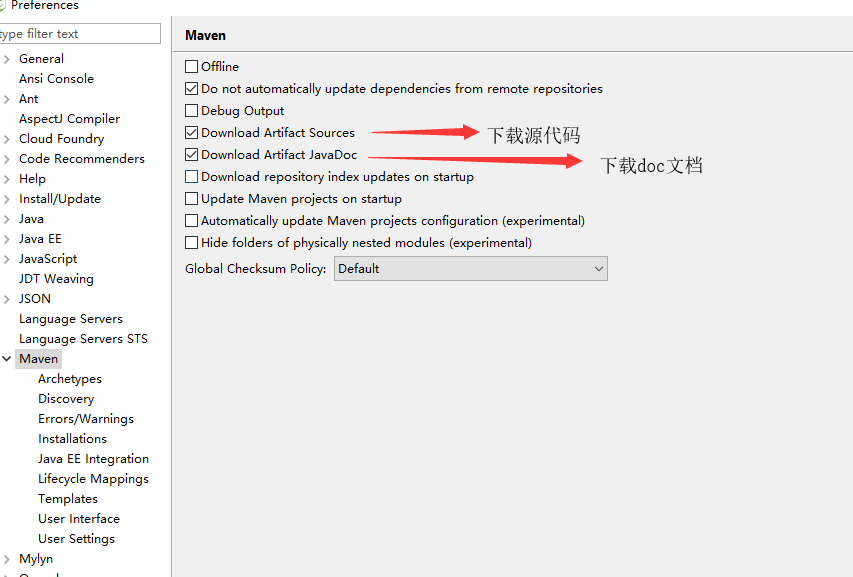 Preferences
type filter text
General
Ansi Console
Ant
AspectJ Compiler
Cloud Foundry
Code Recommenders
Help
Install/Update
Java
Java EE
JavaScript
JDT Weaving
JSON
Language Servers
Language Servers STS
Maven
Archetypes
Discovery
Errors/Warnings
Installations
Java EE Integration
Lifecycle Mappings
Templates
User Interface
User Settings
Mylyn
Maven
Offline
Do not automatically update dependencies from remote repositories
Debug Output
Download Artifact Sources 下载源代码
Download Artifact JavaDoc 下载doc文档
Download repository index updates on startup
Update Maven projects on startup
Automatically update Maven projects configuration (experimental)
Hide folders of physically nested modules (experimental)
Global Checksum Policy: Default